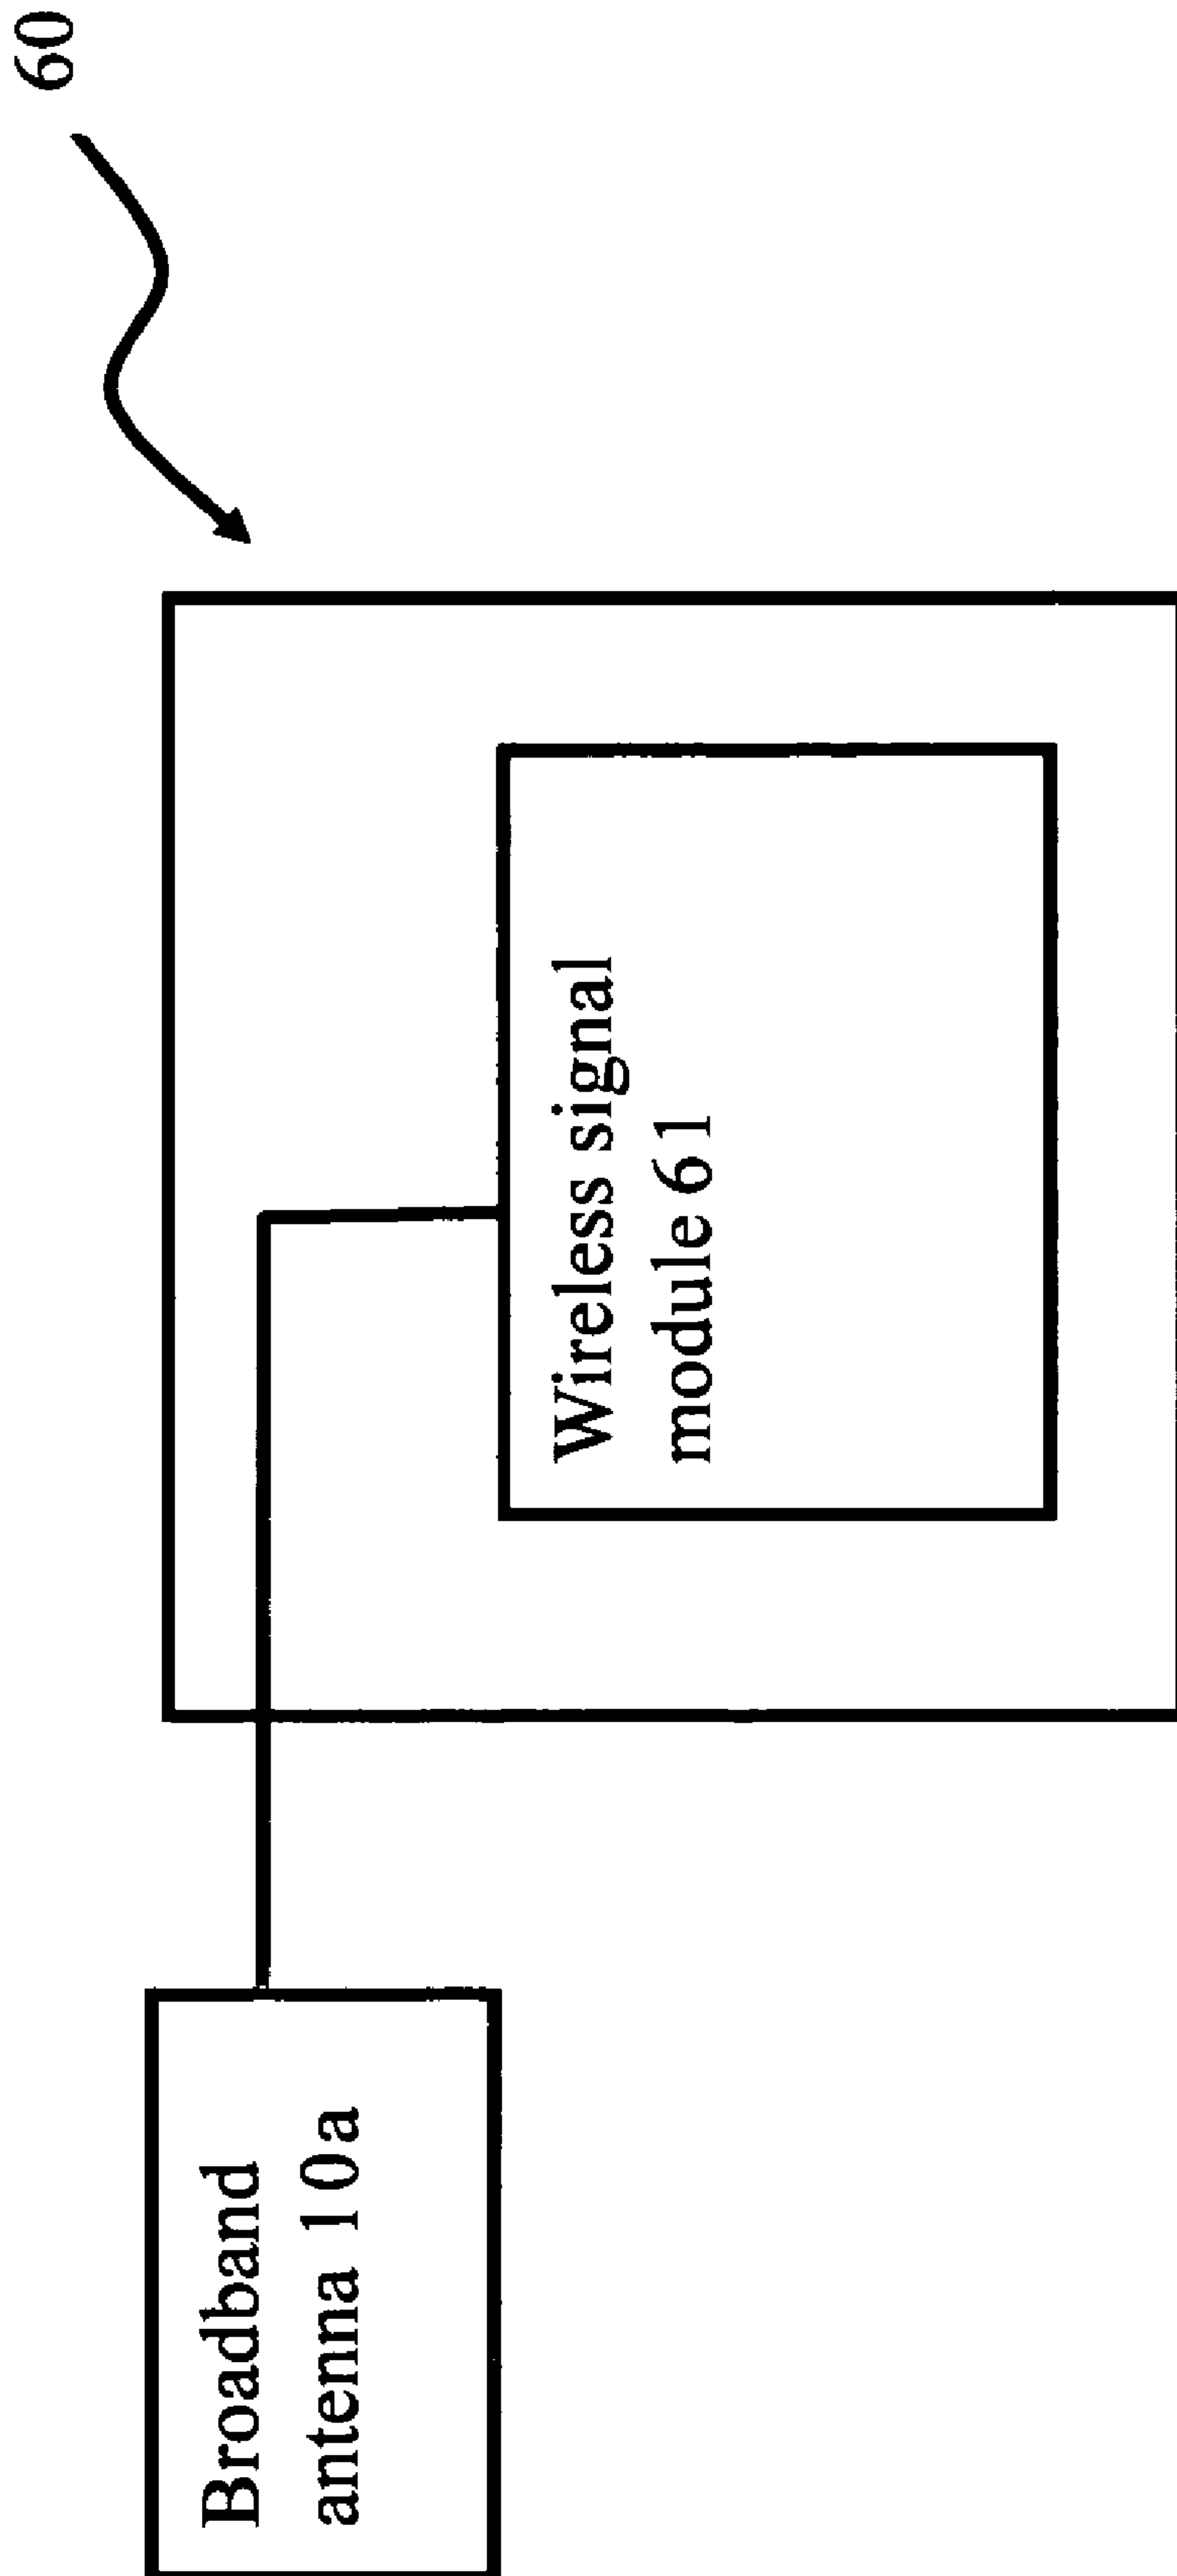 60
Broadband
antenna 10a
Wireless signal
module 61